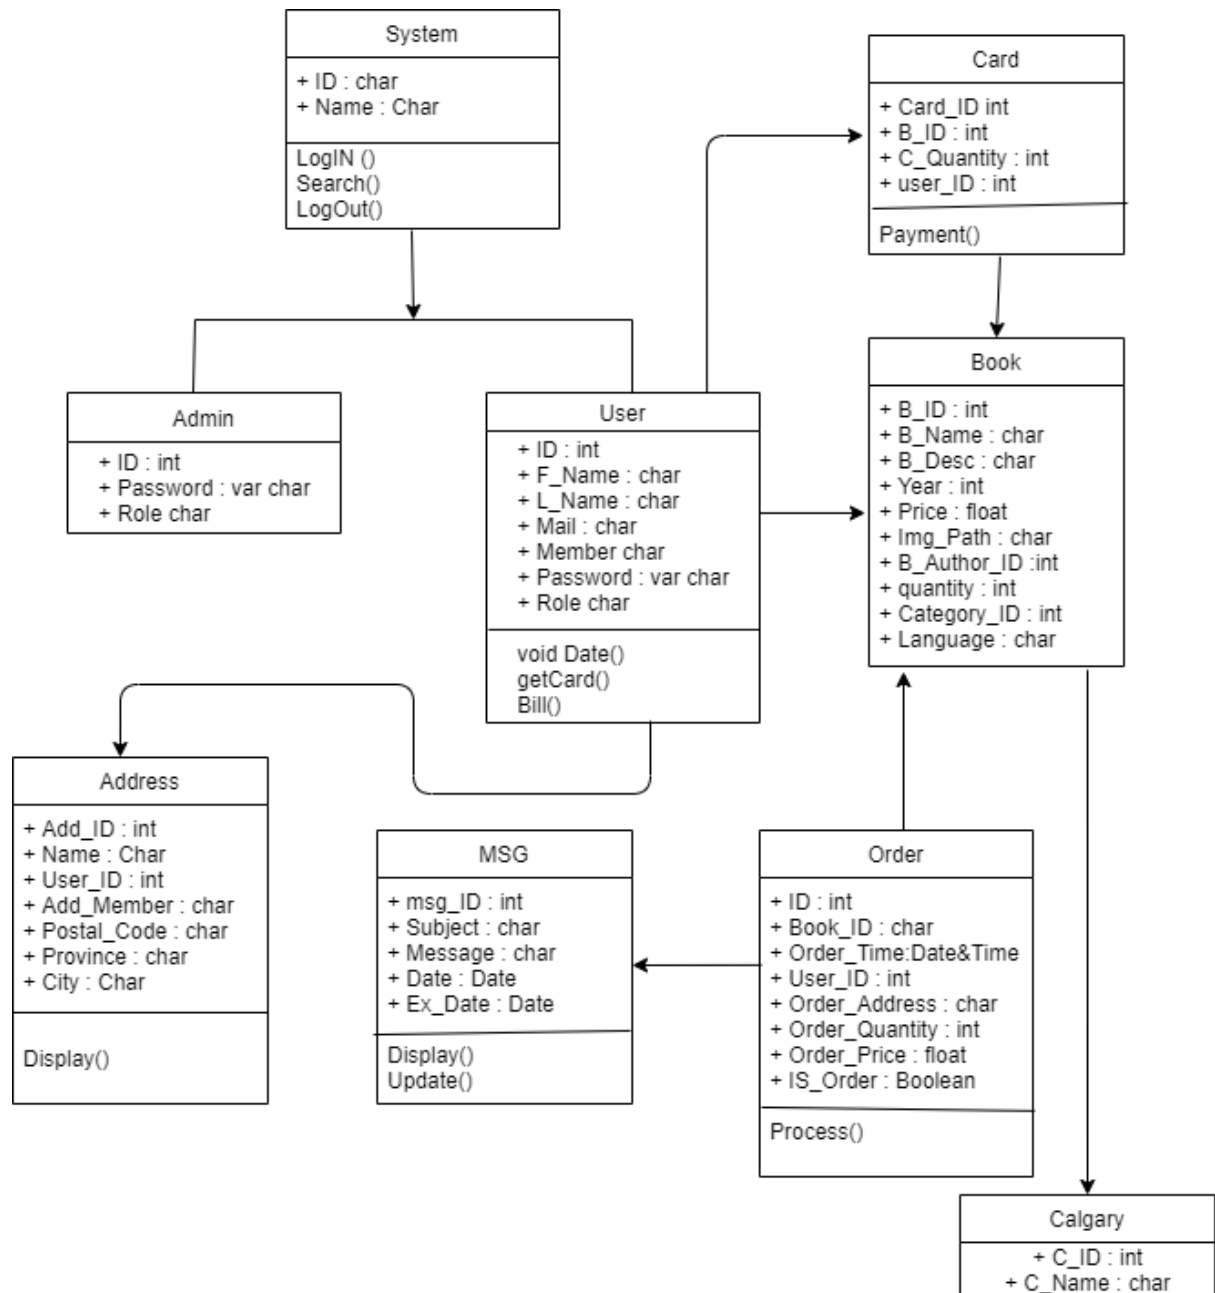 System
+ ID : char
+ Name : Char
LogIN ()
Search()
LogOut()
Card
+ Card_ID int
+ B_ID : int
+ C_Quantity : int
+ user_ID : int
Payment()
Admin
+ ID : int
+ Password : var char
+ Role char
User
+ ID : int
+ F_Name : char
+ L_Name : char
+ Mail : char
+ Member char
+ Password : var char
+ Role char
void Date()
getCard()
Bill()
Book
+ B_ID : int
+ B_Name : char
+ B_Desc : char
+ Year : int
+ Price : float
+ Img_Path : char
+ B_Author_ID :int
+ quantity : int
+ Category_ID : int
+ Language : char
Address
+ Add_ID : int
+ Name : Char
+ User_ID : int
+ Add_Member : char
+ Postal_Code : char
+ Province : char
+ City : Char
Display()
MSG
+ msg_ID : int
+ Subject : char
+ Message : char
+ Date : Date
+ Ex_Date : Date
Display()
Update()
Order
+ ID : int
+ Book_ID : char
+ Order_Time:Date&Time
+ User_ID : int
+ Order_Address : char
+ Order_Quantity : int
+ Order_Price : float
+ IS_Order : Boolean
Process()
Calgary
+ C_ID : int
+ C_Name : char